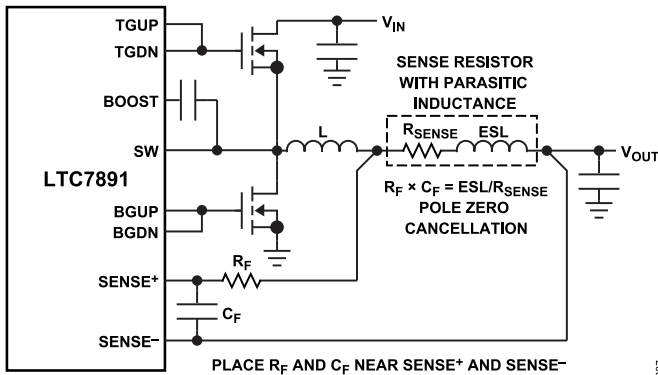 TGUP
TGDN
BOOST
SW
LTC7891
BGUP
BGDN
SENSE+
SENSE–
VIN
SENSE RESISTOR
WITH PARASITIC
INDUCTANCE
L
RSENSE
ESL
VOUT
RF × CF = ESL/RSENSE
POLE ZERO
CANCELLATION
RF
CF
PLACE RF AND CF NEAR SENSE+ AND SENSE–